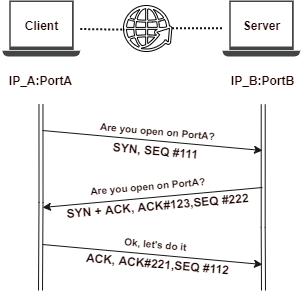 Client
Server
IP_A:PortA
IP_B:PortB
Are you open on PortA?
SYN, SEQ #111
Are you open on PortA?
SYN + ACK, ACK#123,SEQ #222
Ok, let's do it
ACK, ACK#221,SEQ #112